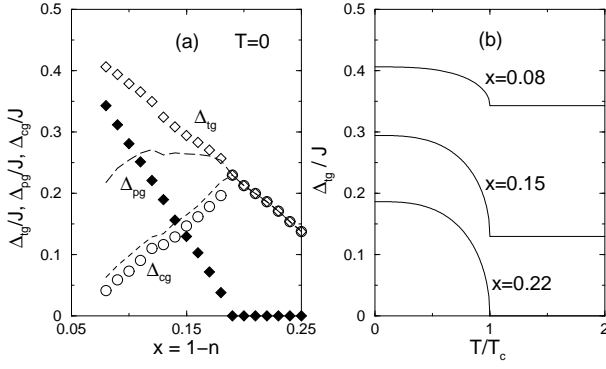 (a)
T=0
Δtg/J, Δpg/J, Δcg/J
0.5
0.4
0.3
0.2
0.1
0
Δtg
Δpg
Δcg
0.05
0.15
0.25
x = 1−n
(b)
Δtg / J
0.5
0.4
0.3
0.2
0.1
0
x=0.08
x=0.15
x=0.22
0
1
2
T/Tc